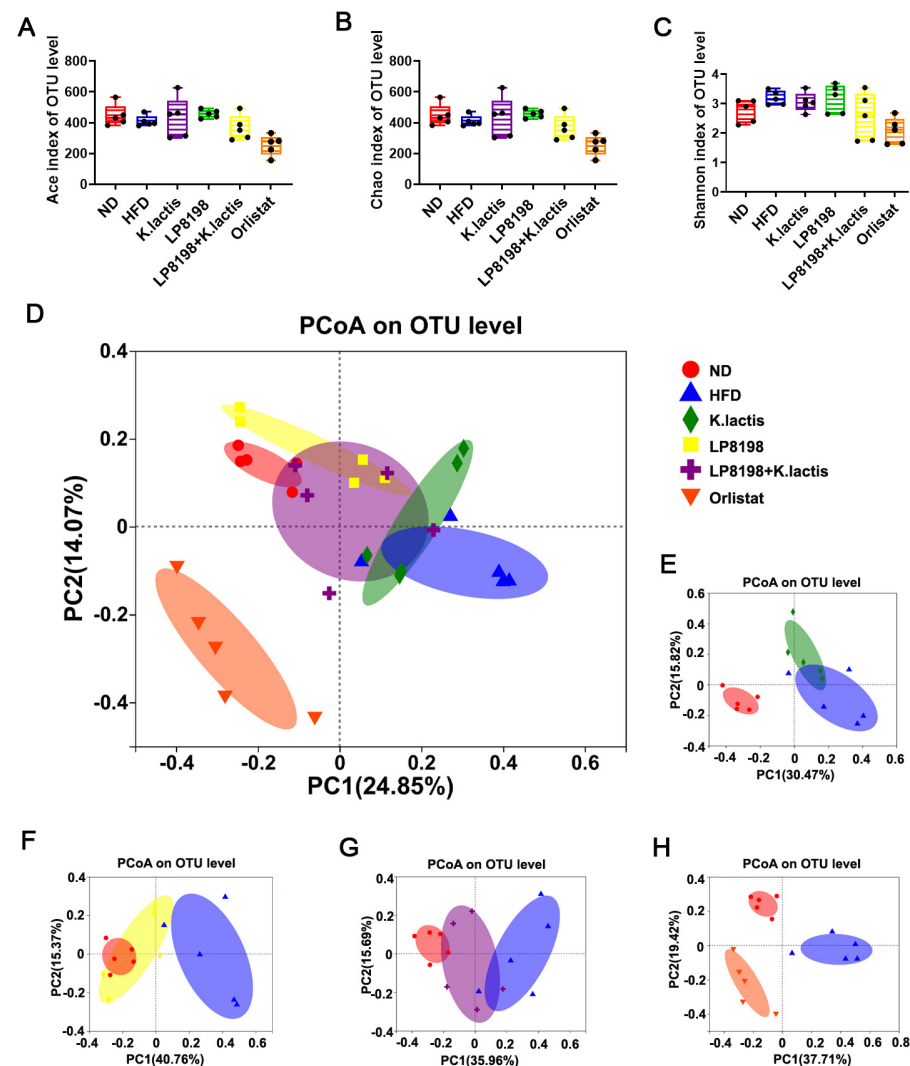 A
Ace index of OTU level
800
600
400
200
0
ND
HFD
K.lactis
LP8198
LP8198+K.lactis
Orlistat
B
Chao index of OTU level
800
600
400
200
0
ND
HFD
K.lactis
LP8198
LP8198+K.lactis
Orlistat
C
Shannon index of OTU level
4
3
2
1
0
ND
HFD
K.lactis
LP8198
LP8198+K.lactis
Orlistat
D
PCoA on OTU level
PC2(14.07%)
0.4
0.2
0
-0.2
-0.4
-0.4
-0.2
0
0.2
0.4
0.6
PC1(24.85%)
ND
HFD
K.lactis
LP8198
LP8198+K.lactis
Orlistat
E
PCoA on OTU level
PC2(15.82%)
0.6
0.4
0.2
0
-0.2
-0.4
-0.4
-0.2
0
0.2
0.4
0.6
PC1(30.47%)
F
PCoA on OTU level
PC2(15.37%)
0.4
0.2
0
-0.2
-0.4
-0.4
-0.2
0
0.2
0.4
0.6
PC1(40.76%)
G
PCoA on OTU level
PC2(15.69%)
0.4
0.2
0
-0.2
-0.4
-0.6
-0.4
-0.2
0
0.2
0.4
0.6
0.8
PC1(35.96%)
H
PCoA on OTU level
PC2(19.42%)
0.4
0.2
0
-0.2
-0.4
-0.4
-0.2
0
0.2
0.4
0.6
0.8
PC1(37.71%)